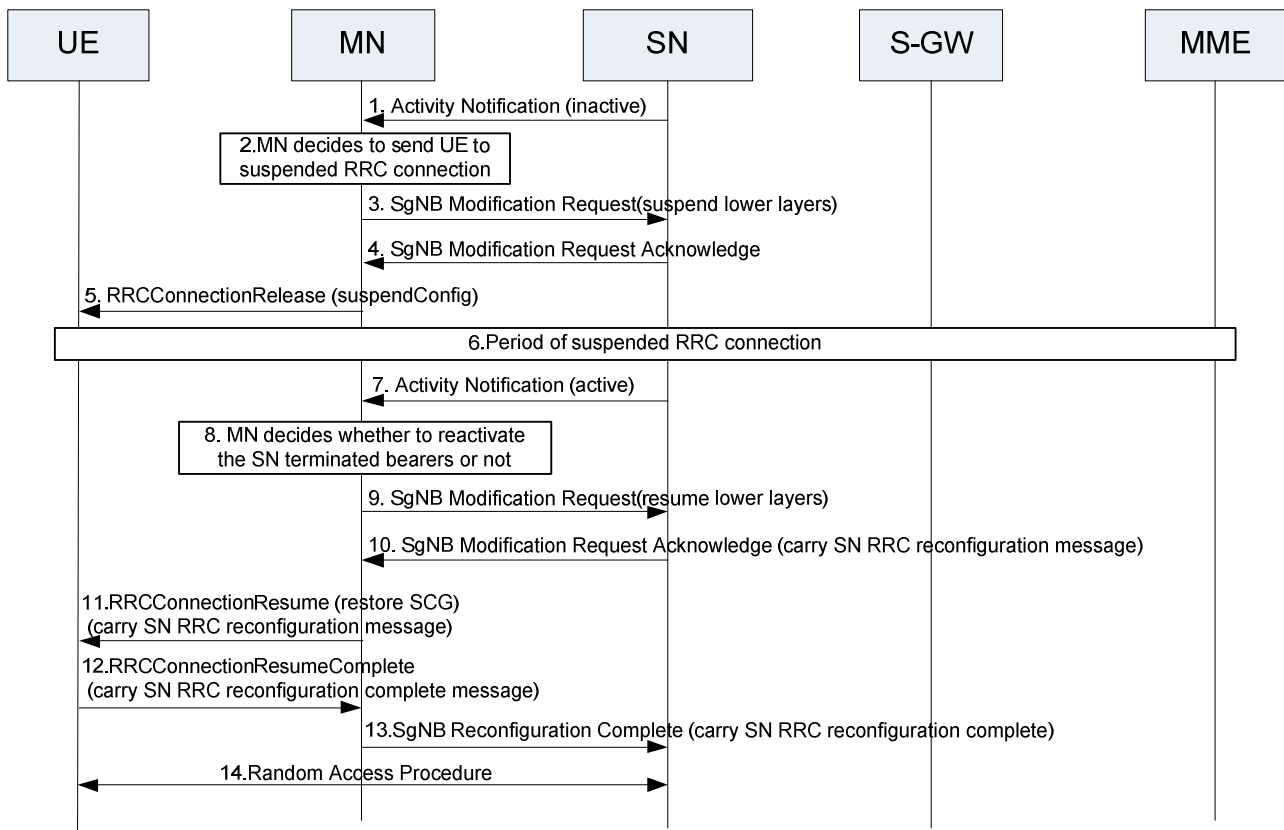 UE
MN
SN
S-GW
MME
1. Activity Notification (inactive)
2.MN decides to send UE to
suspended RRC connection
3. SgNB Modification Request(suspend lower layers)
4. SgNB Modification Request Acknowledge
5. RRCConnectionRelease (suspendConfig)
6.Period of suspended RRC connection
7. Activity Notification (active)
8. MN decides whether to reactivate
the SN terminated bearers or not
9. SgNB Modification Request(resume lower layers)
10. SgNB Modification Request Acknowledge (carry SN RRC reconfiguration message)
11.RRCConnectionResume (restore SCG)
(carry SN RRC reconfiguration message)
12.RRCConnectionResumeComplete
(carry SN RRC reconfiguration complete message)
13.SgNB Reconfiguration Complete (carry SN RRC reconfiguration complete)
14.Random Access Procedure